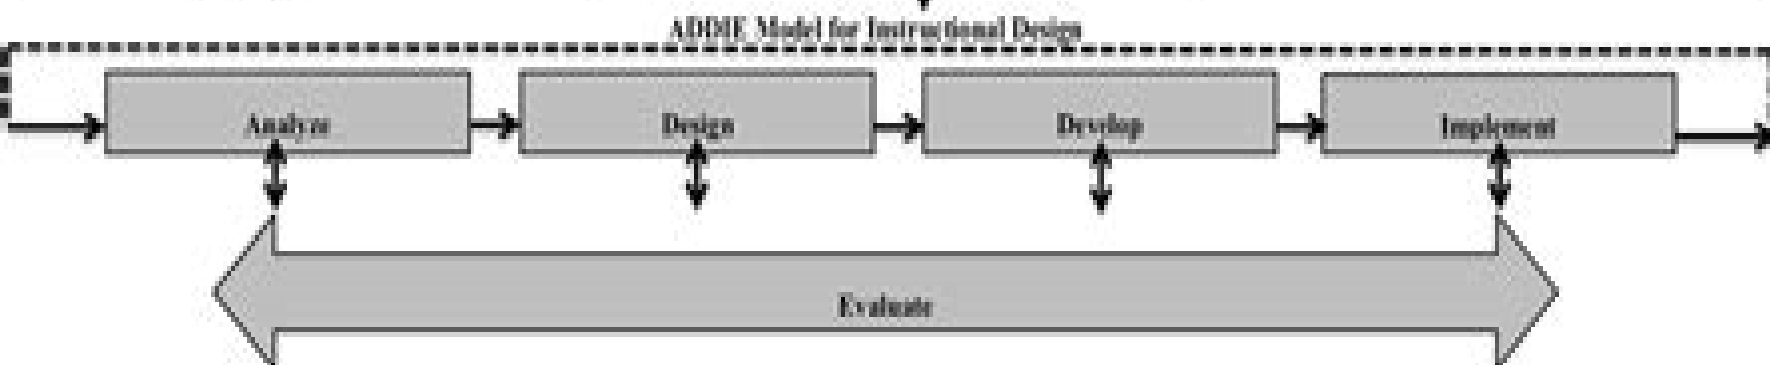 ADDIE Model for Instructional Design
Analyze
Design
Develop
Implement
Evaluate